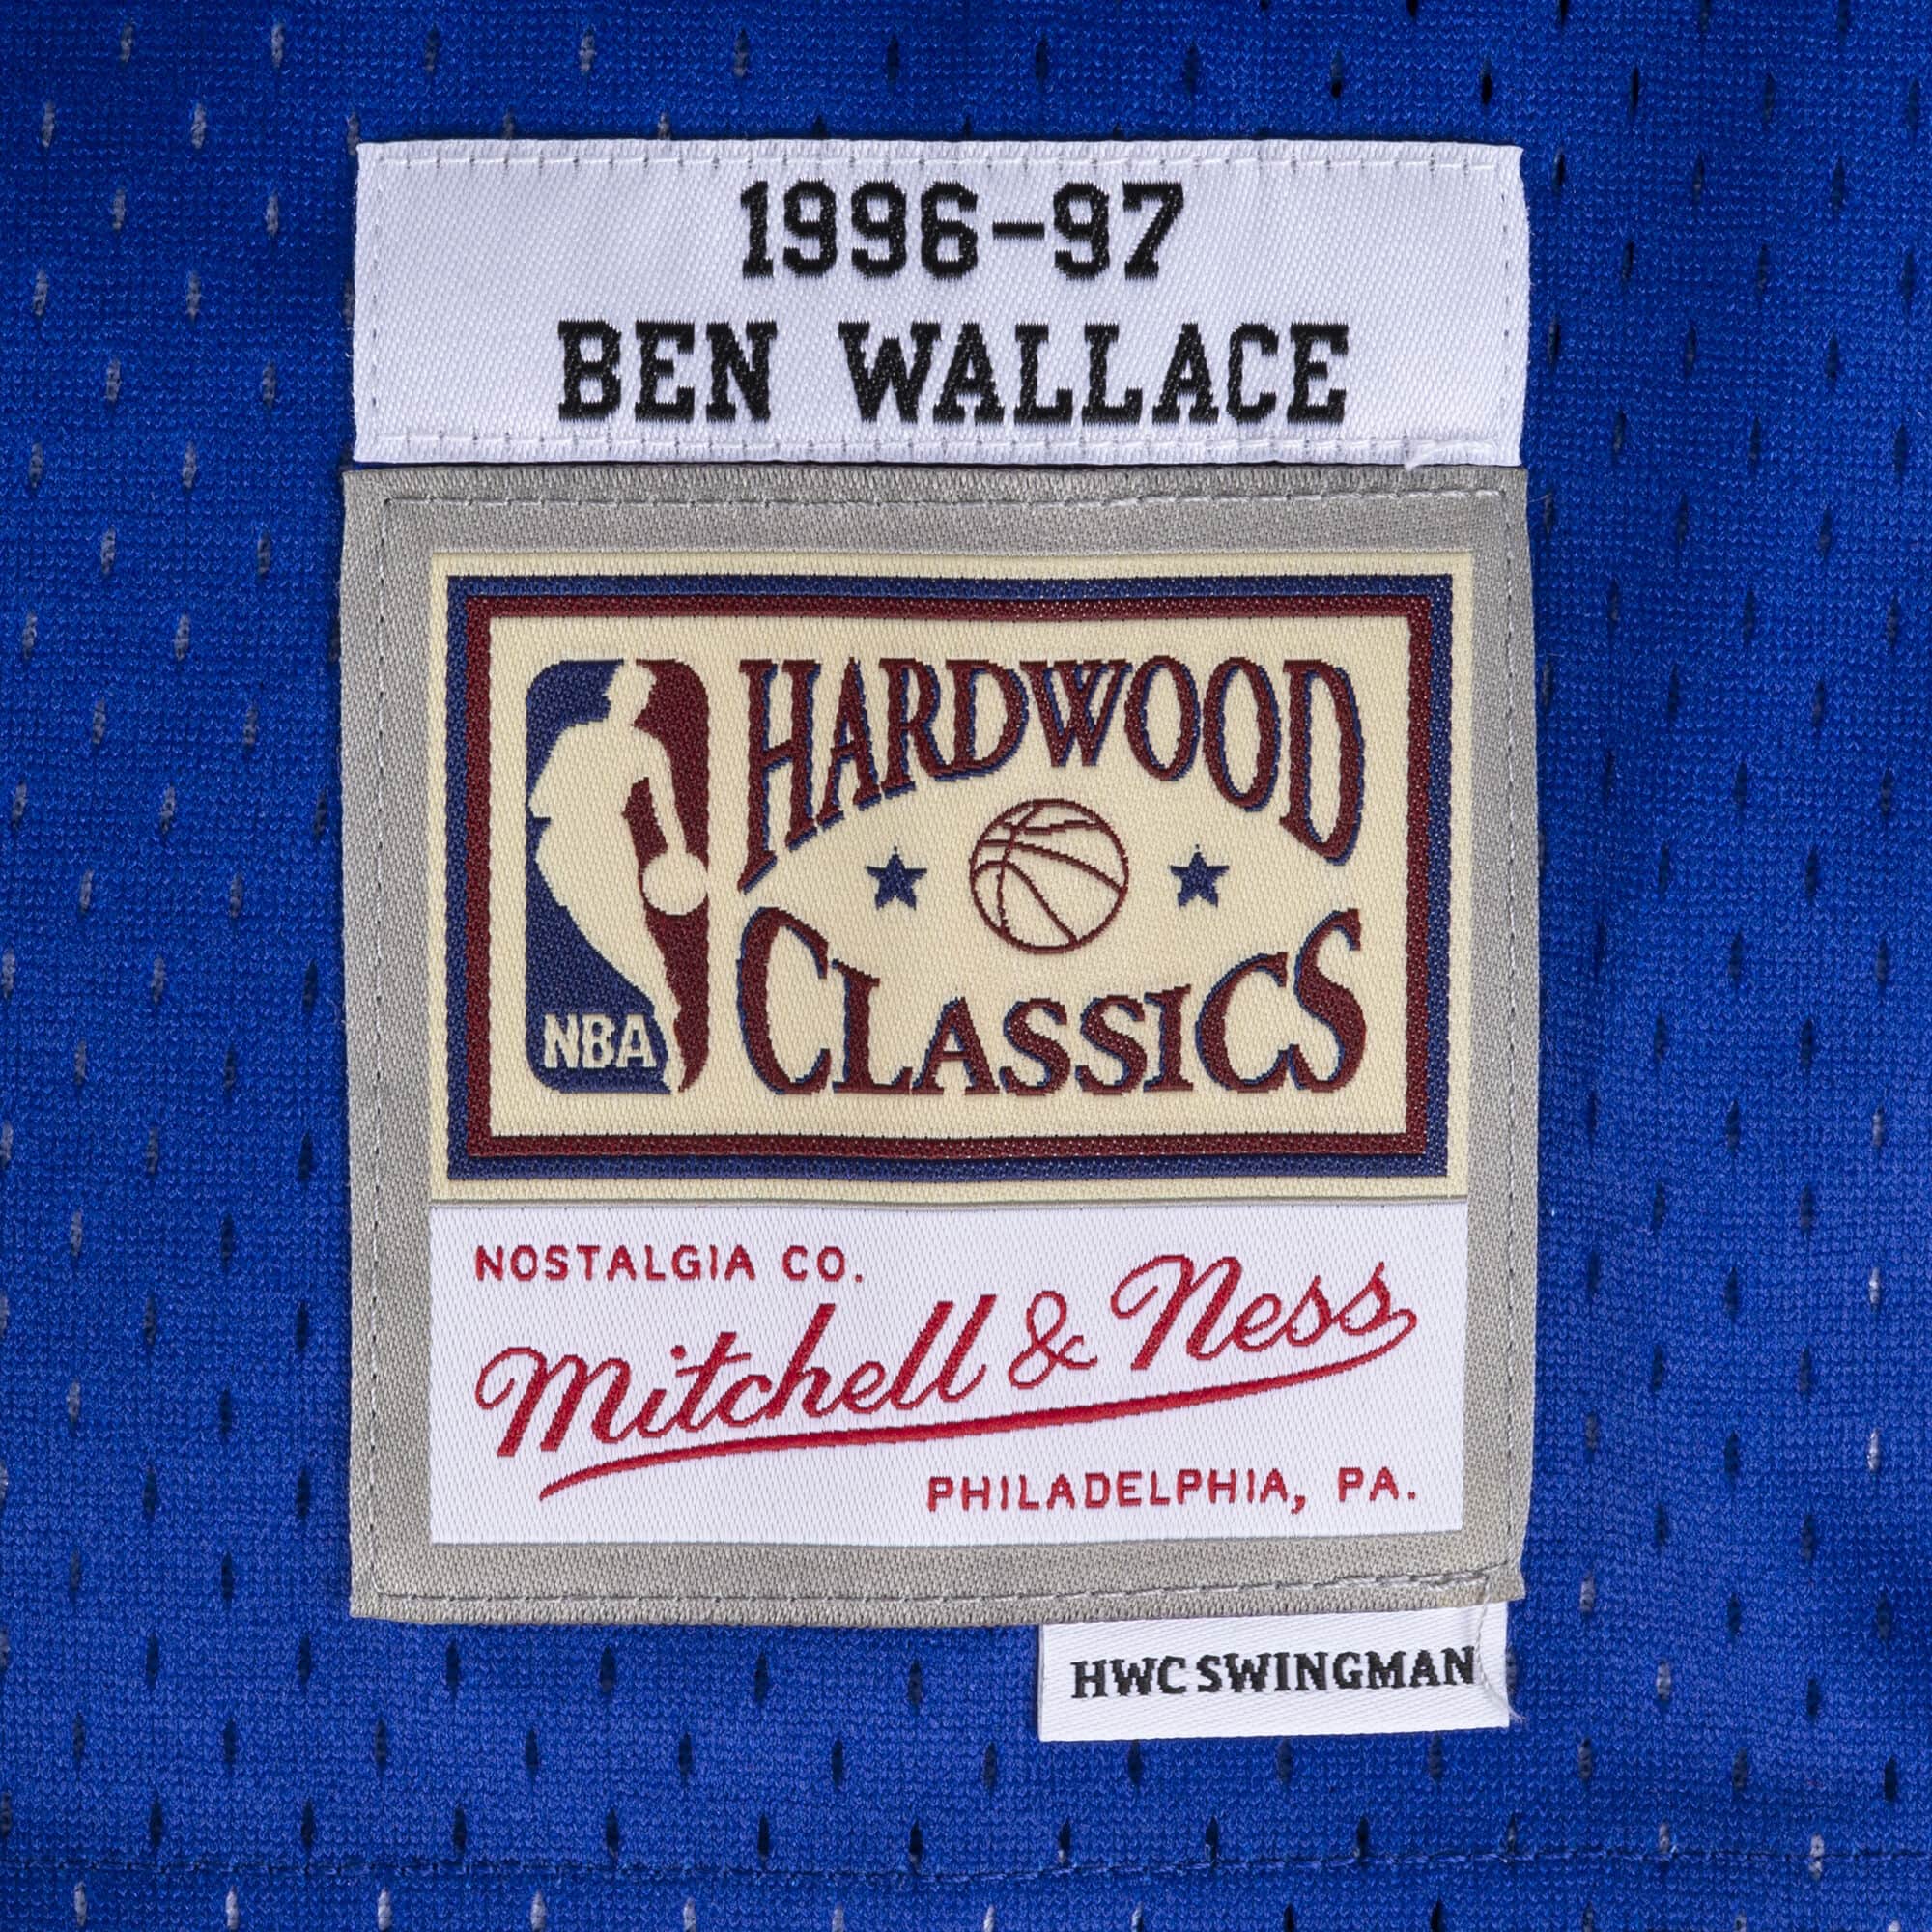 1996-97
BEN WALLACE
HARDWOOD
CLASSICS
NBA
NOSTALGIA CO.
Mitchell & Ness
PHILADELPHIA, PA.
HWC SWINGMAN